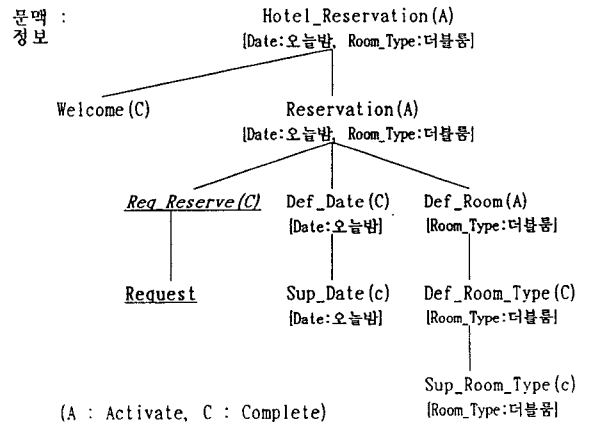 문맥 : Hotel_Reservation(A)
정보 [Date:오늘밤, Room_Type:더블룸]
Welcome(C) Reservation(A)
[Date:오늘밤, Room_Type:더블룸]
Req_Reserve(C) Def_Date(C) Def_Room(A)
[Date:오늘밤] [Room_Type:더블룸]
Request Sup_Date(c) Def_Room_Type(C)
[Date:오늘밤] [Room_Type:더블룸]
Sup_Room_Type(c)
(A : Activate, C : Complete) [Room_Type:더블룸]